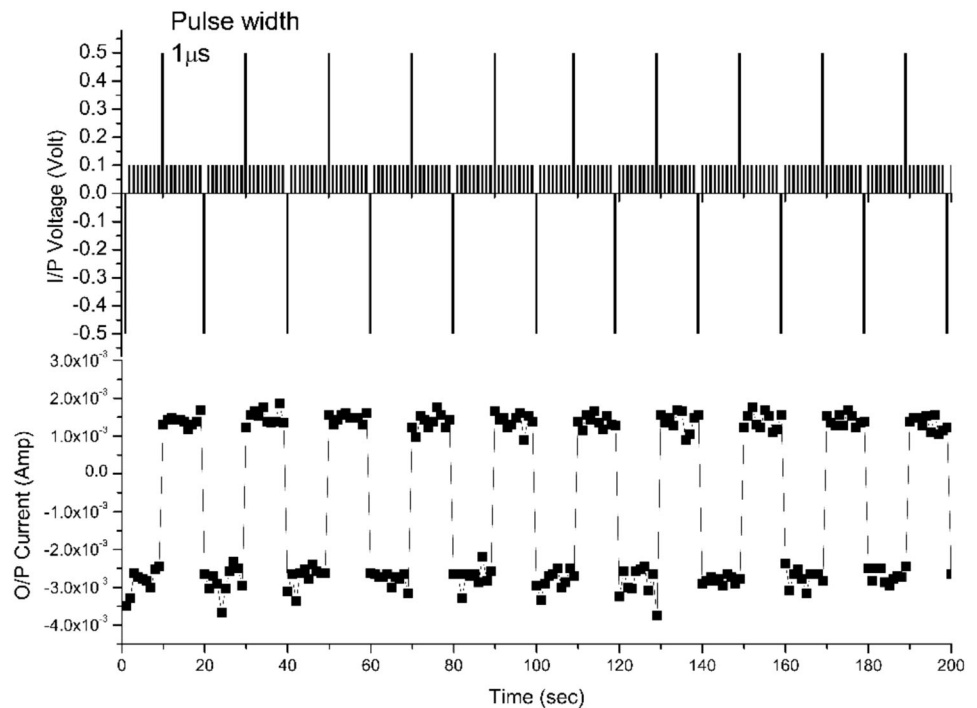 Pulse width
1μs
I/P Voltage (Volt)
0.5
0.4
0.3
0.2
0.1
0.0
-0.1
-0.2
-0.3
-0.4
-0.5
O/P Current (Amp)
3.0x10⁻³
2.0x10⁻³
1.0x10⁻³
0.0
-1.0x10⁻³
-2.0x10⁻³
-3.0x10⁻³
-4.0x10⁻³
0 20 40 60 80 100 120 140 160 180 200
Time (sec)